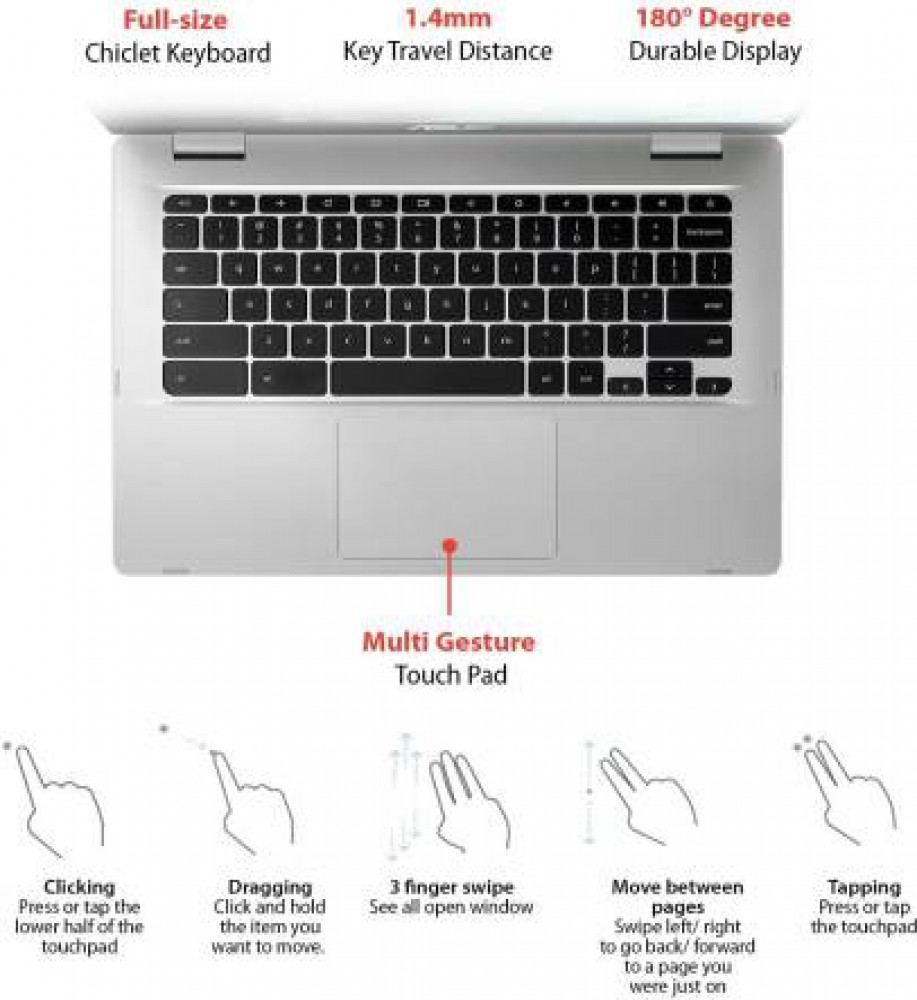 Full-size
Chiclet Keyboard
1.4mm
Key Travel Distance
180° Degree
Durable Display
Multi Gesture
Touch Pad
Clicking
Press or tap the
lower half of the
touchpad
Dragging
Click and hold
the item you
want to move.
3 finger swipe
See all open window
Move between
pages
Swipe left/ right
to go back/ forward
to a page you
were just on
Tapping
Press or tap
the touchpad